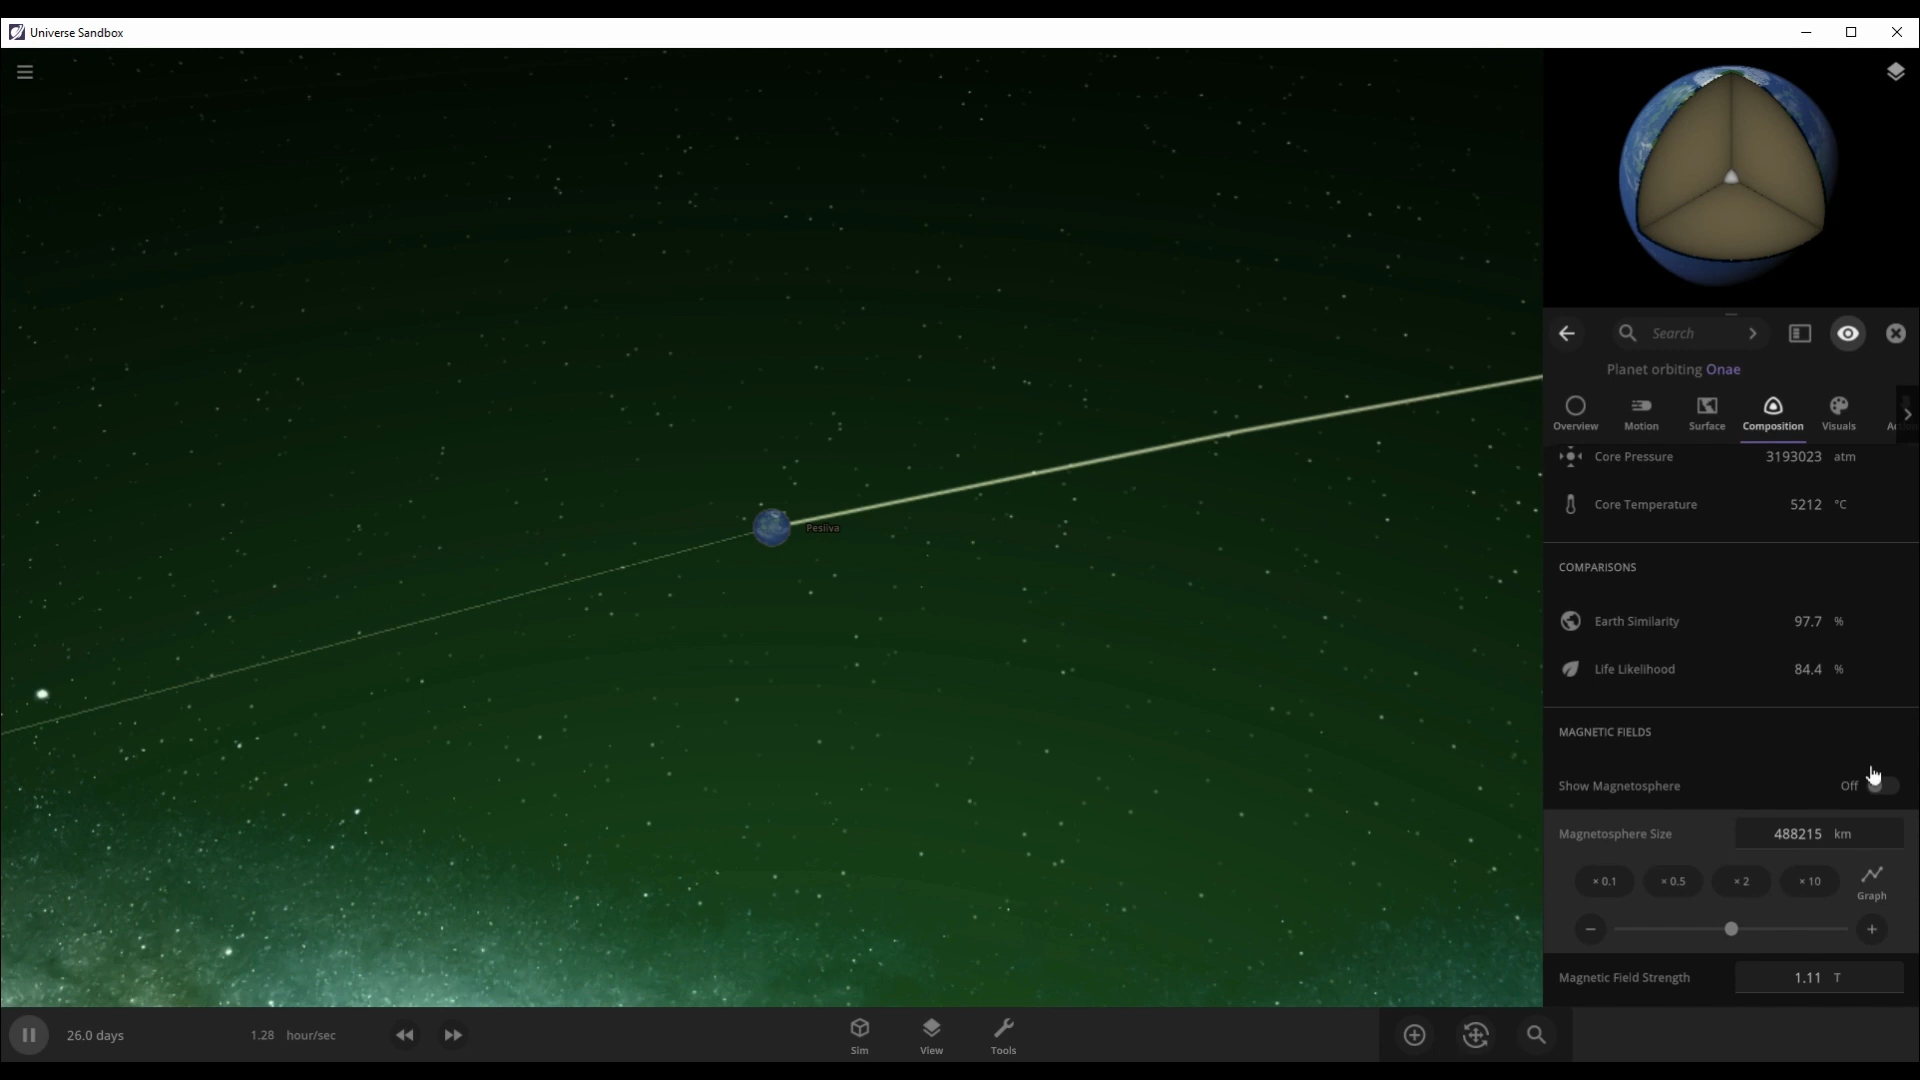 Universe Sandbox
Search
Planet orbiting Onae
Overview
Motion
Surface
Composition
Visuals
Core Pressure 3193023 atm
Core Temperature 5212 °C
Pesiiva
COMPARISONS
Earth Similarity 97.7 %
Life Likelihood 84.4 %
MAGNETIC FIELDS
Show Magnetosphere Off
Magnetosphere Size 488215 km
× 0.1 × 0.5 × 2 × 10 Graph
Magnetic Field Strength 1.11 T
26.0 days 1.28 hour/sec
Sim View Tools